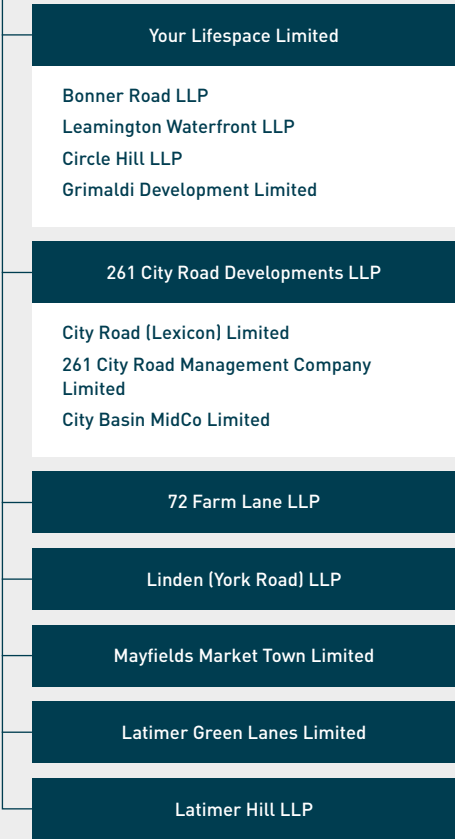 Your Lifespace Limited
Bonner Road LLP
Leamington Waterfront LLP
Circle Hill LLP
Grimaldi Development Limited
261 City Road Developments LLP
City Road (Lexicon) Limited
261 City Road Management Company
Limited
City Basin MidCo Limited
72 Farm Lane LLP
Linden (York Road) LLP
Mayfields Market Town Limited
Latimer Green Lanes Limited
Latimer Hill LLP